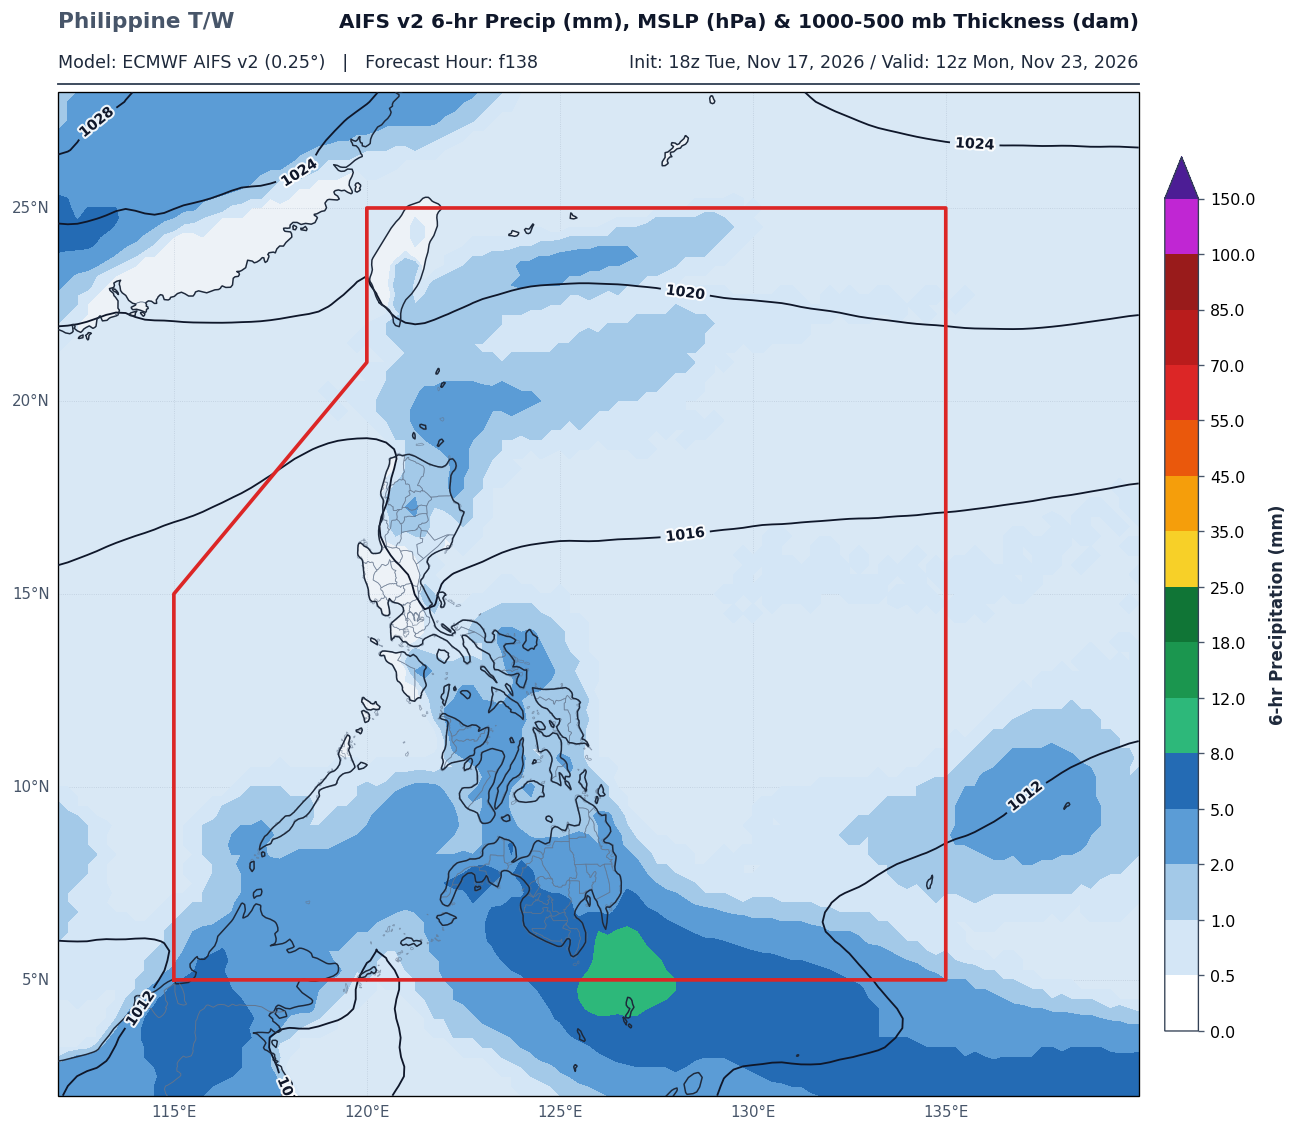 Philippine T/W
AIFS v2 6-hr Precip (mm), MSLP (hPa) & 1000-500 mb Thickness (dam)
Model: ECMWF AIFS v2 (0.25°) | Forecast Hour: f138
Init: 18z Tue, Nov 17, 2026 / Valid: 12z Mon, Nov 23, 2026
1028
1024
1024
1020
1016
1012
1012
10
25°N
20°N
15°N
10°N
5°N
115°E
120°E
125°E
130°E
135°E
150.0
100.0
85.0
70.0
55.0
45.0
35.0
25.0
18.0
12.0
8.0
5.0
2.0
1.0
0.5
0.0
6-hr Precipitation (mm)